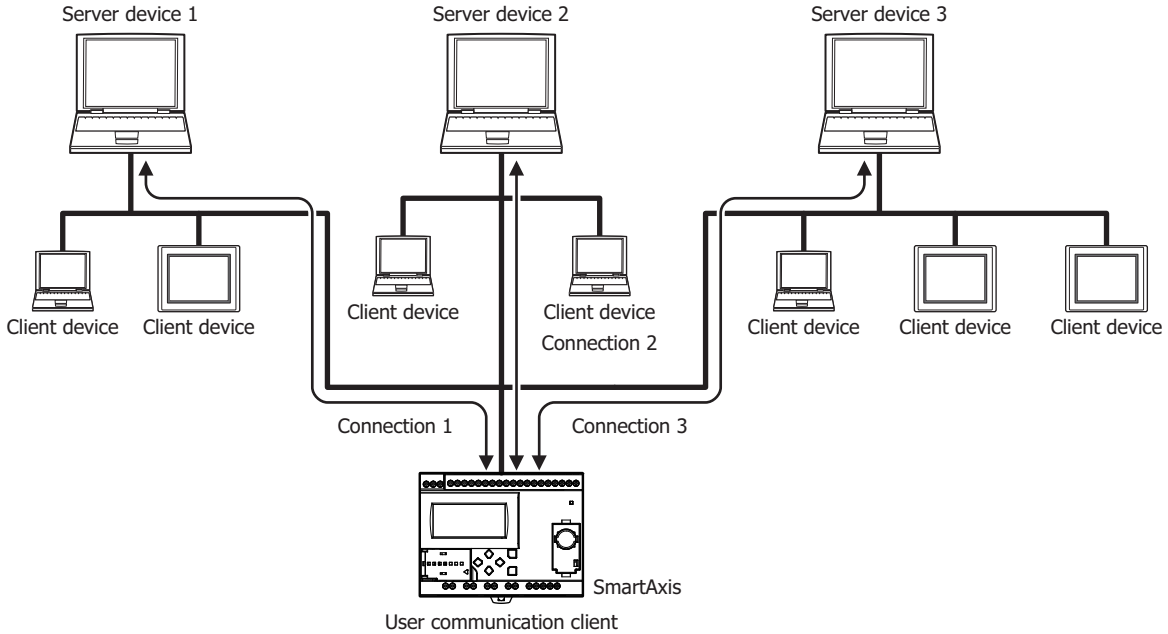 Server device 1
Server device 2
Server device 3
Client device
Client device
Client device
Client device
Client device
Client device
Client device
Connection 2
Connection 1
Connection 3
SmartAxis
User communication client